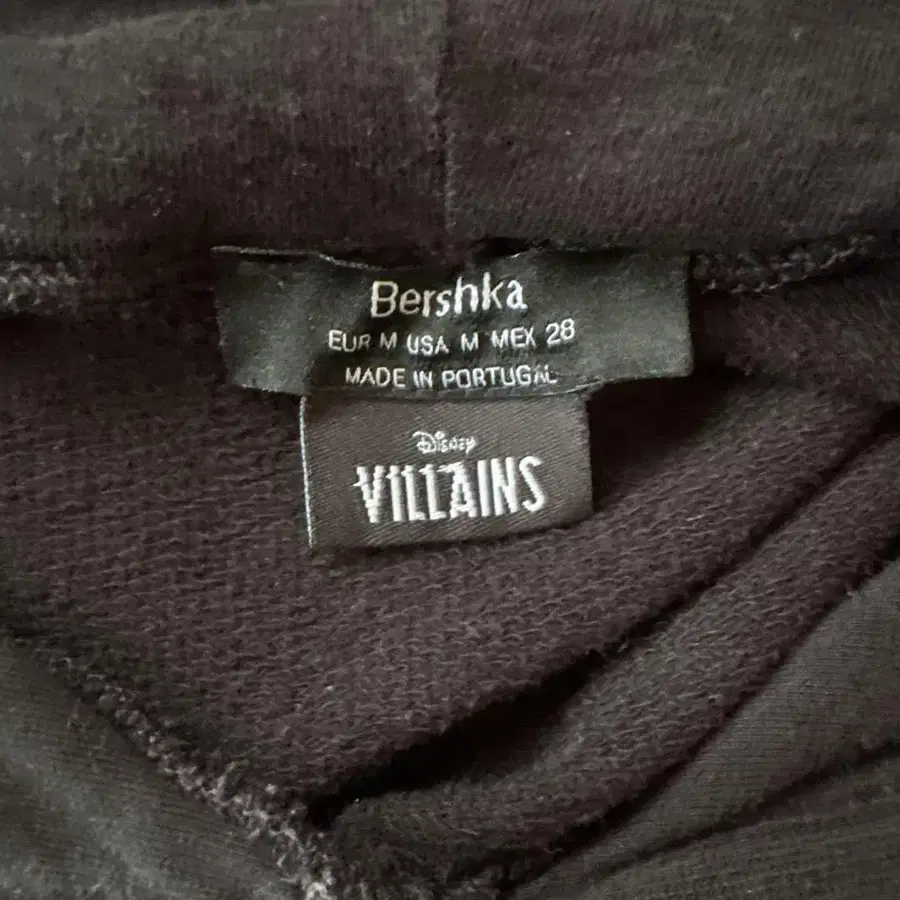 Bershka
EUR M USA M MEX 28
MADE IN PORTUGAL
Disney
VILLAINS